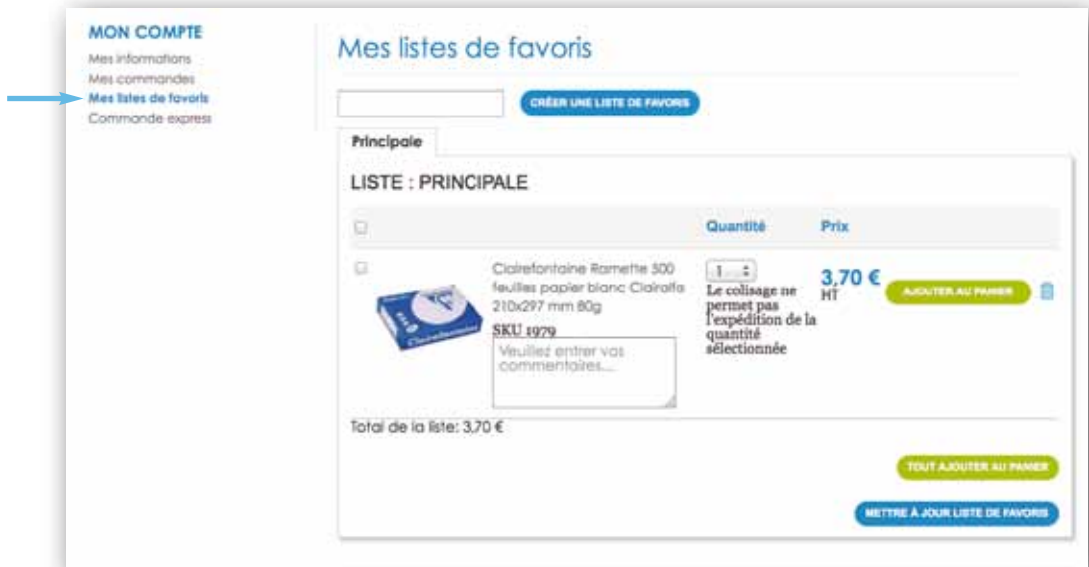 MON COMPTE
Mes informations
Mes commandes
Mes listes de favoris
Commande express
Mes listes de favoris
CRÉER UNE LISTE DE FAVORIS
Principale
LISTE : PRINCIPALE
Quantité Prix
Clairefontaine Ramette 500
feuilles papier blanc Clairalfa
210x297 mm 80g
SKU 1979
Veuillez entrer vos
commentaires...
1
Le colisage ne
permet pas
l'expédition de la
quantité
sélectionnée
3,70 €
HT
AJOUTER AU PANIER
Clairefontaine
Total de la liste: 3,70 €
TOUT AJOUTER AU PANIER
METTRE À JOUR LISTE DE FAVORIS